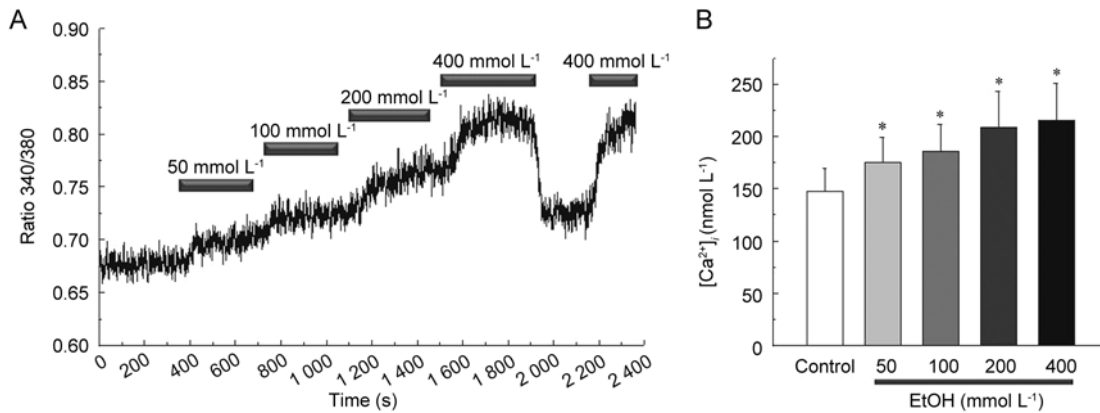 A
Ratio 340/380
0.90
0.85
0.80
0.75
0.70
0.65
0.60
50 mmol L⁻¹
100 mmol L⁻¹
200 mmol L⁻¹
400 mmol L⁻¹
400 mmol L⁻¹
0 200 400 600 800 1 000 1 200 1 400 1 600 1 800 2 000 2 200 2 400
Time (s)
B
[Ca²⁺]ᵢ (nmol L⁻¹)
250
200
150
100
50
0
* * * *
Control 50 100 200 400
EtOH (mmol L⁻¹)